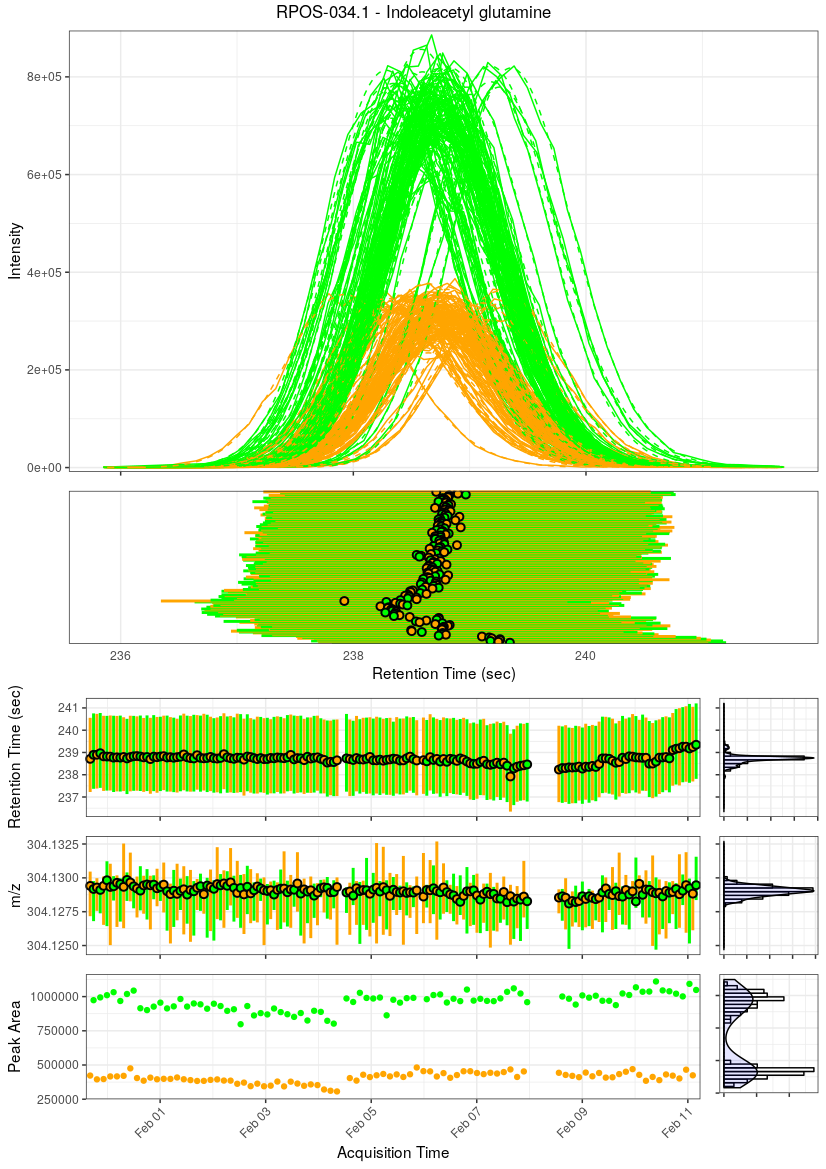 RPOS-034.1 - Indoleacetyl glutamine
8e+05
6e+05
4e+05
2e+05
0e+00
Intensity
236
238
240
Retention Time (sec)
241
240
239
238
237
Retention Time (sec)
304.1325
304.1300
304.1275
304.1250
m/z
1000000
750000
500000
250000
Peak Area
Feb 01
Feb 03
Feb 05
Feb 07
Feb 09
Feb 11
Acquisition Time